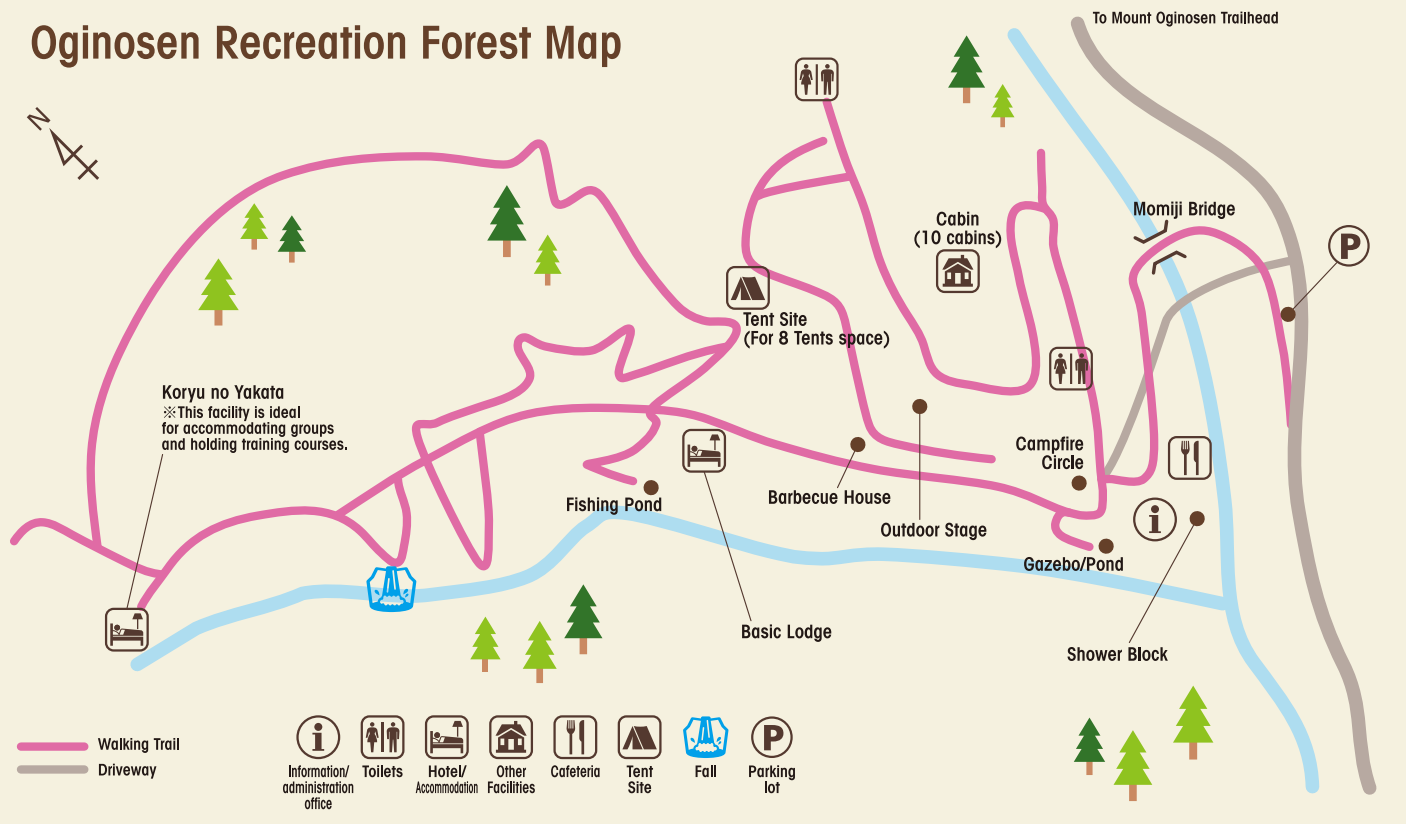 Oginosen Recreation Forest Map
To Mount Oginosen Trailhead
N
Momiji Bridge
P
Cabin
(10 cabins)
Tent Site
(For 8 Tents space)
Koryu no Yakata
※This facility is ideal
for accommodating groups
and holding training courses.
Campfire
Circle
Fishing Pond
Barbecue House
Outdoor Stage
i
Gazebo/Pond
Basic Lodge
Shower Block
Walking Trail
Driveway
i
Information/
administration
office
Toilets
Hotel/
Accommodation
Other
Facilities
Cafeteria
Tent
Site
Fall
P
Parking
lot